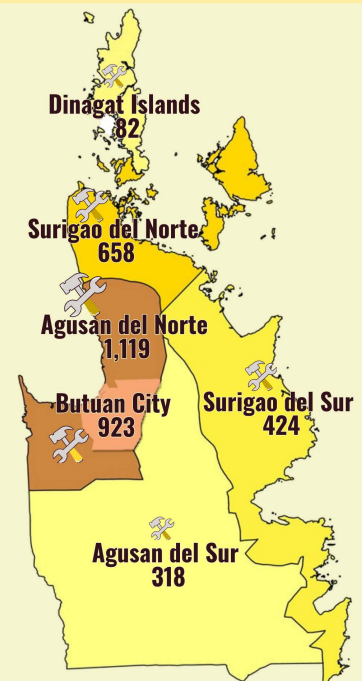 Dinagat Islands
82
Surigao del Norte
658
Agusan del Norte
1,119
Butuan City
923
Surigao del Sur
424
Agusan del Sur
318